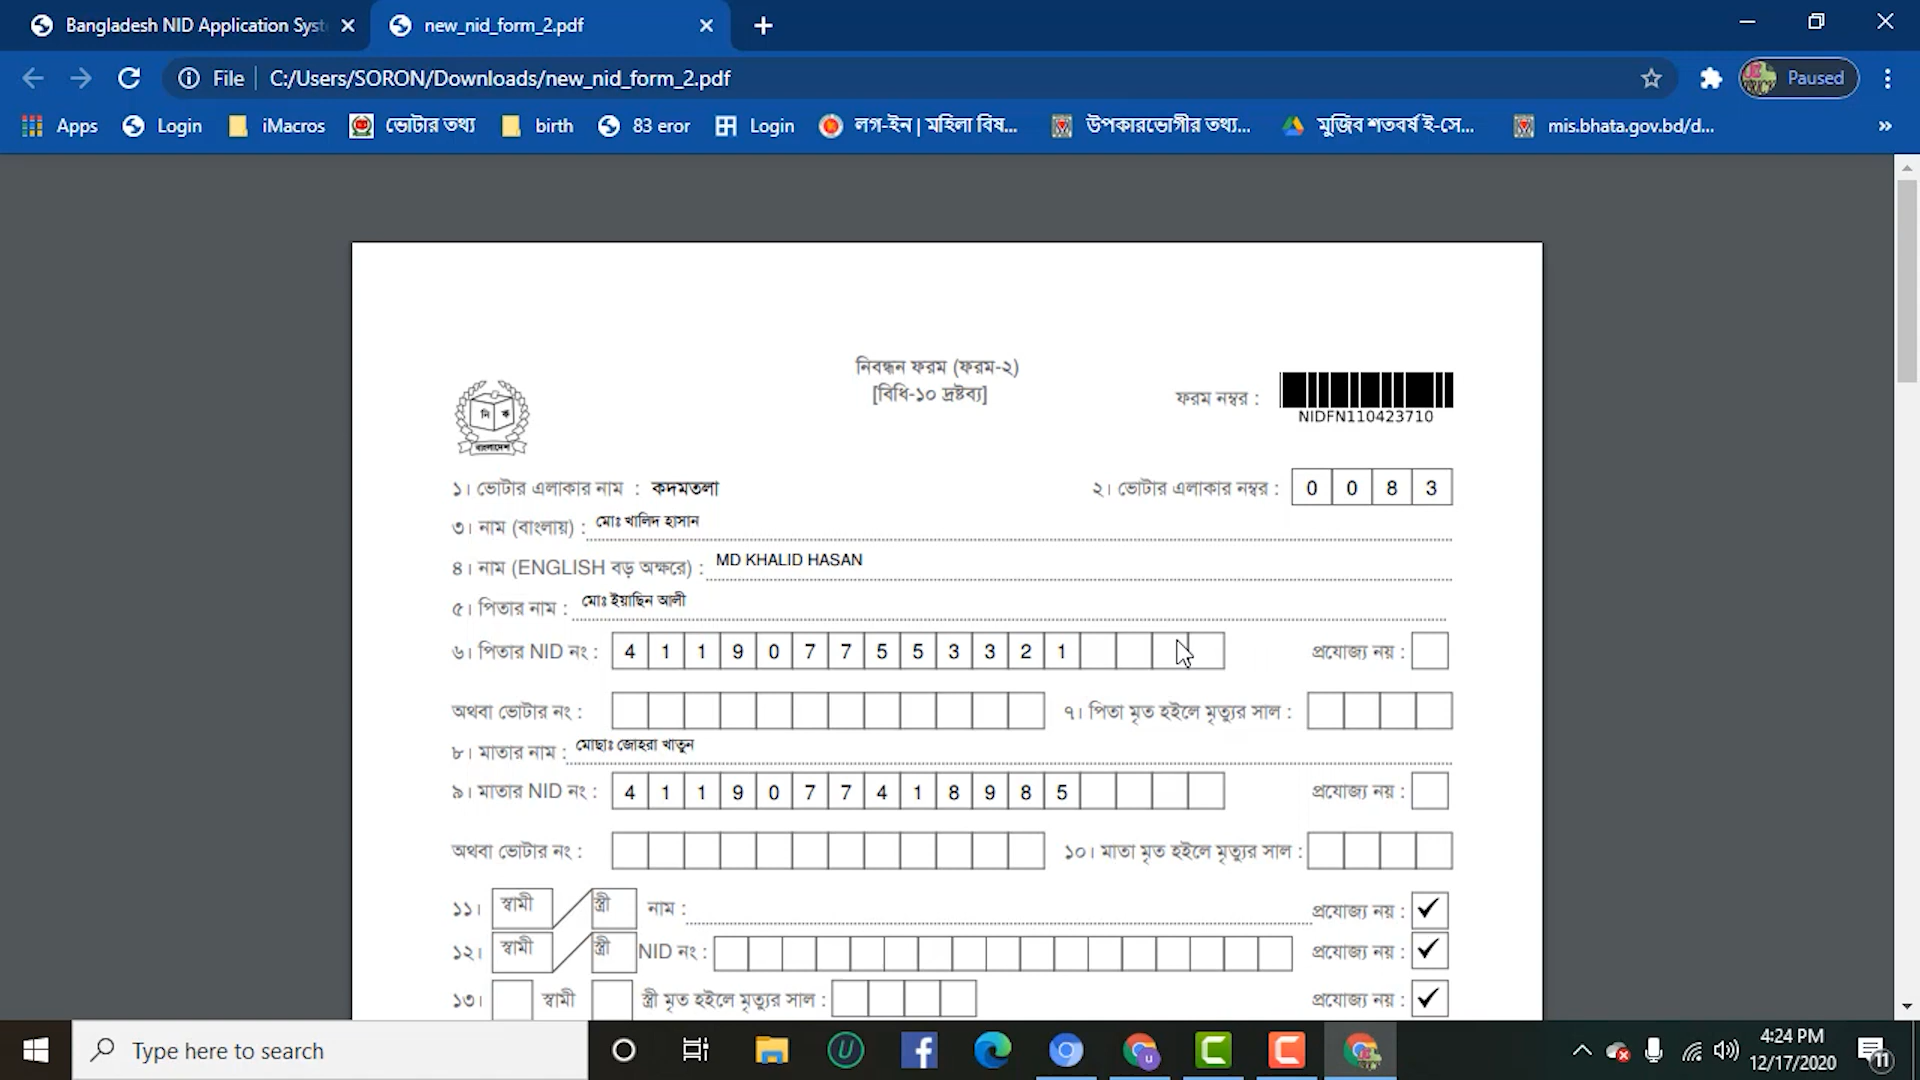 Bangladesh NID Application Syst
new_nid_form_2.pdf
File C:/Users/SORON/Downloads/new_nid_form_2.pdf
Paused
Apps Login iMacros ভোটার তথ্য birth 83 eror Login লগ-ইন | মহিলা বিষ... উপকারভোগীর তথ্য... মুজিব শতবর্ষ ই-সে... mis.bhata.gov.bd/d...
নিবন্ধন ফরম (ফরম-২)
[বিধি-১০ দ্রষ্টব্য]
ফরম নম্বর :
NIDFN110423710
নি ক
বাংলাদেশ
১। ভোটার এলাকার নাম : কদমতলা ২। ভোটার এলাকার নম্বর : 0 0 8 3
৩। নাম (বাংলায়) : মোঃ খালিদ হাসান
৪। নাম (ENGLISH বড় অক্ষরে) : MD KHALID HASAN
৫। পিতার নাম : মোঃ ইয়াছিন আলী
৬। পিতার NID নং : 4 1 1 9 0 7 7 5 5 3 3 2 1 প্রযোজ্য নয় :
অথবা ভোটার নং : ৭। পিতা মৃত হইলে মৃত্যুর সাল :
৮। মাতার নাম : মোছাঃ জোহরা খাতুন
৯। মাতার NID নং : 4 1 1 9 0 7 7 4 1 8 9 8 5 প্রযোজ্য নয় :
অথবা ভোটার নং : ১০। মাতা মৃত হইলে মৃত্যুর সাল :
১১। স্বামী স্ত্রী নাম : প্রযোজ্য নয় : ✓
১২। স্বামী স্ত্রী NID নং : প্রযোজ্য নয় : ✓
১৩। স্বামী স্ত্রী মৃত হইলে মৃত্যুর সাল : প্রযোজ্য নয় : ✓
Type here to search
4:24 PM
12/17/2020
11